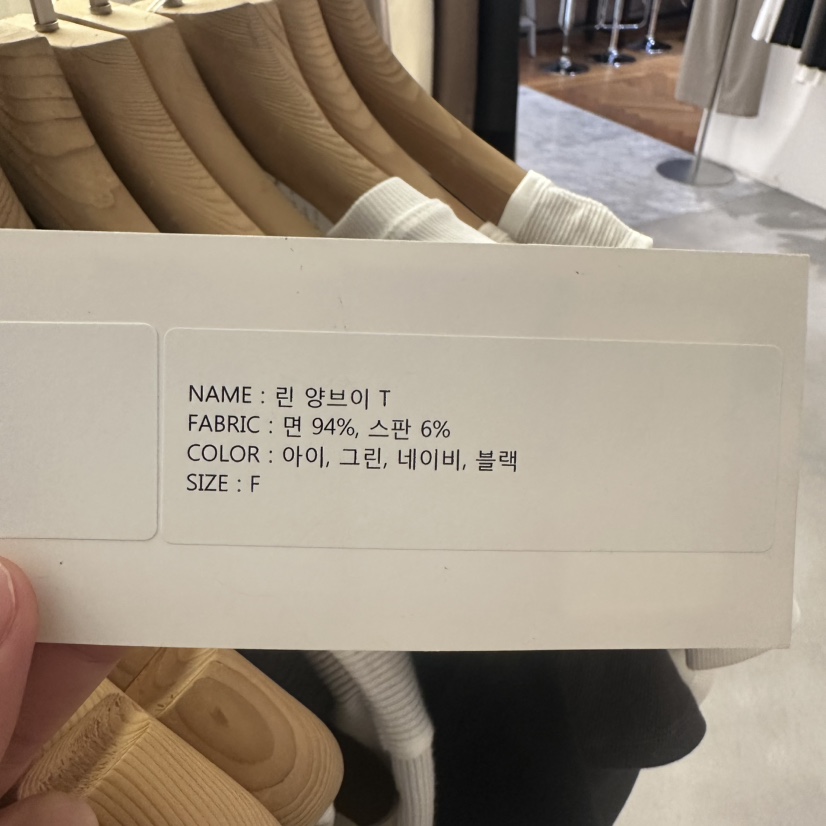 NAME : 린 양브이 T
FABRIC : 면 94%, 스판 6%
COLOR : 아이, 그린, 네이비, 블랙
SIZE : F